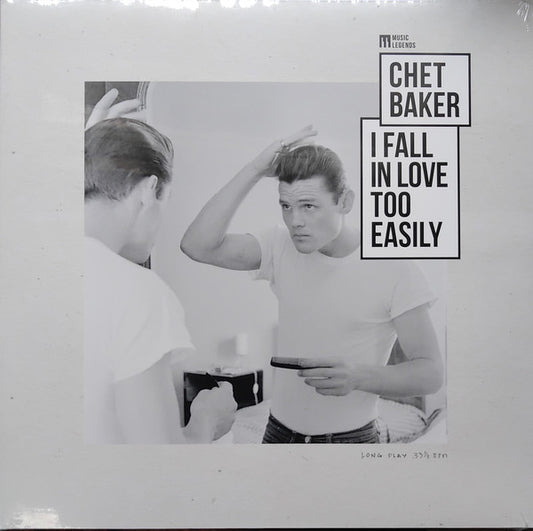 MUSIC
LEGENDS
CHET
BAKER
I FALL
IN LOVE
TOO
EASILY
LONG PLAY 33⅓ RPM